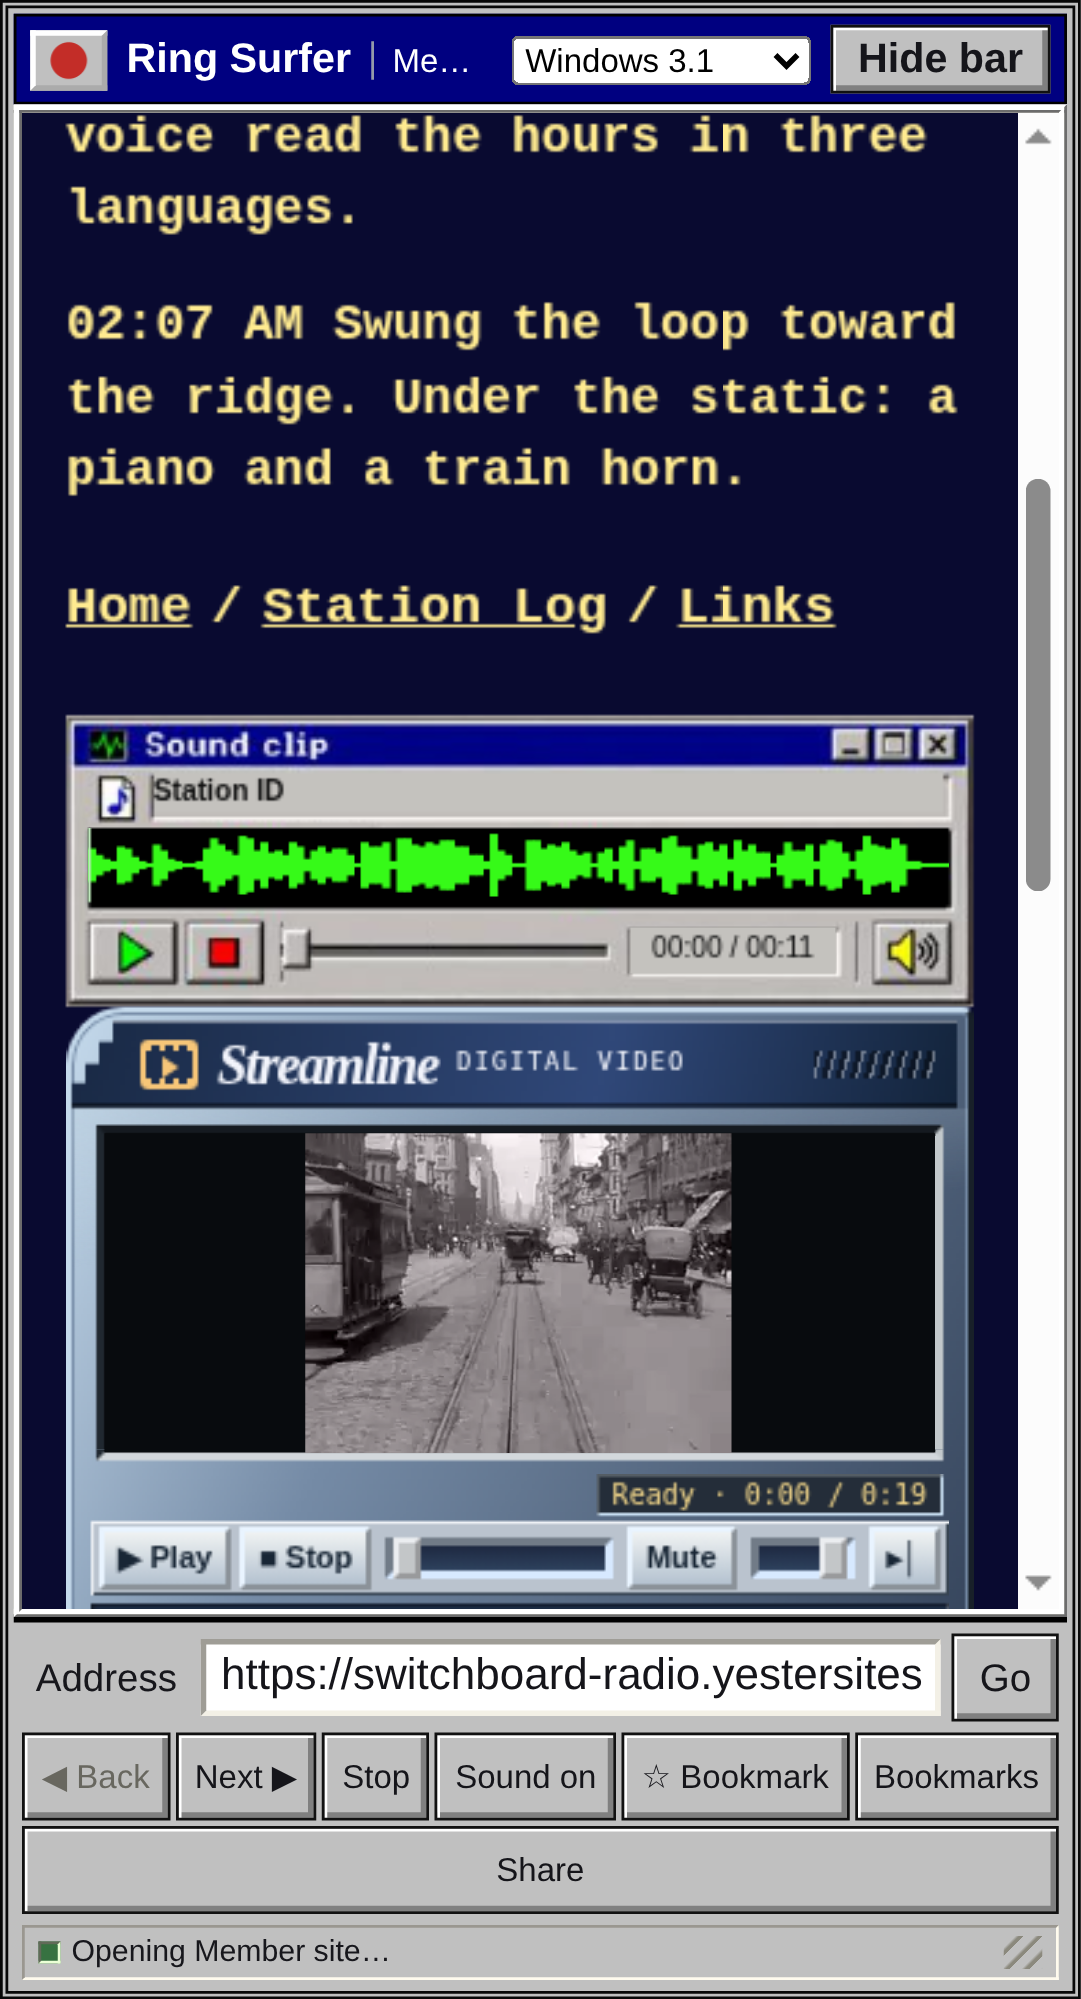 Ring Surfer
Me…
Windows 3.1
Hide bar
voice read the hours in three
languages.
02:07 AM Swung the loop toward
the ridge. Under the static: a
piano and a train horn.
Home / Station Log / Links
Sound clip
Station ID
00:00 / 00:11
Streamline DIGITAL VIDEO
Ready · 0:00 / 0:19
▶ Play
■ Stop
Mute
Address
https://switchboard-radio.yestersites
Go
◀ Back
Next ▶
Stop
Sound on
☆ Bookmark
Bookmarks
Share
Opening Member site…